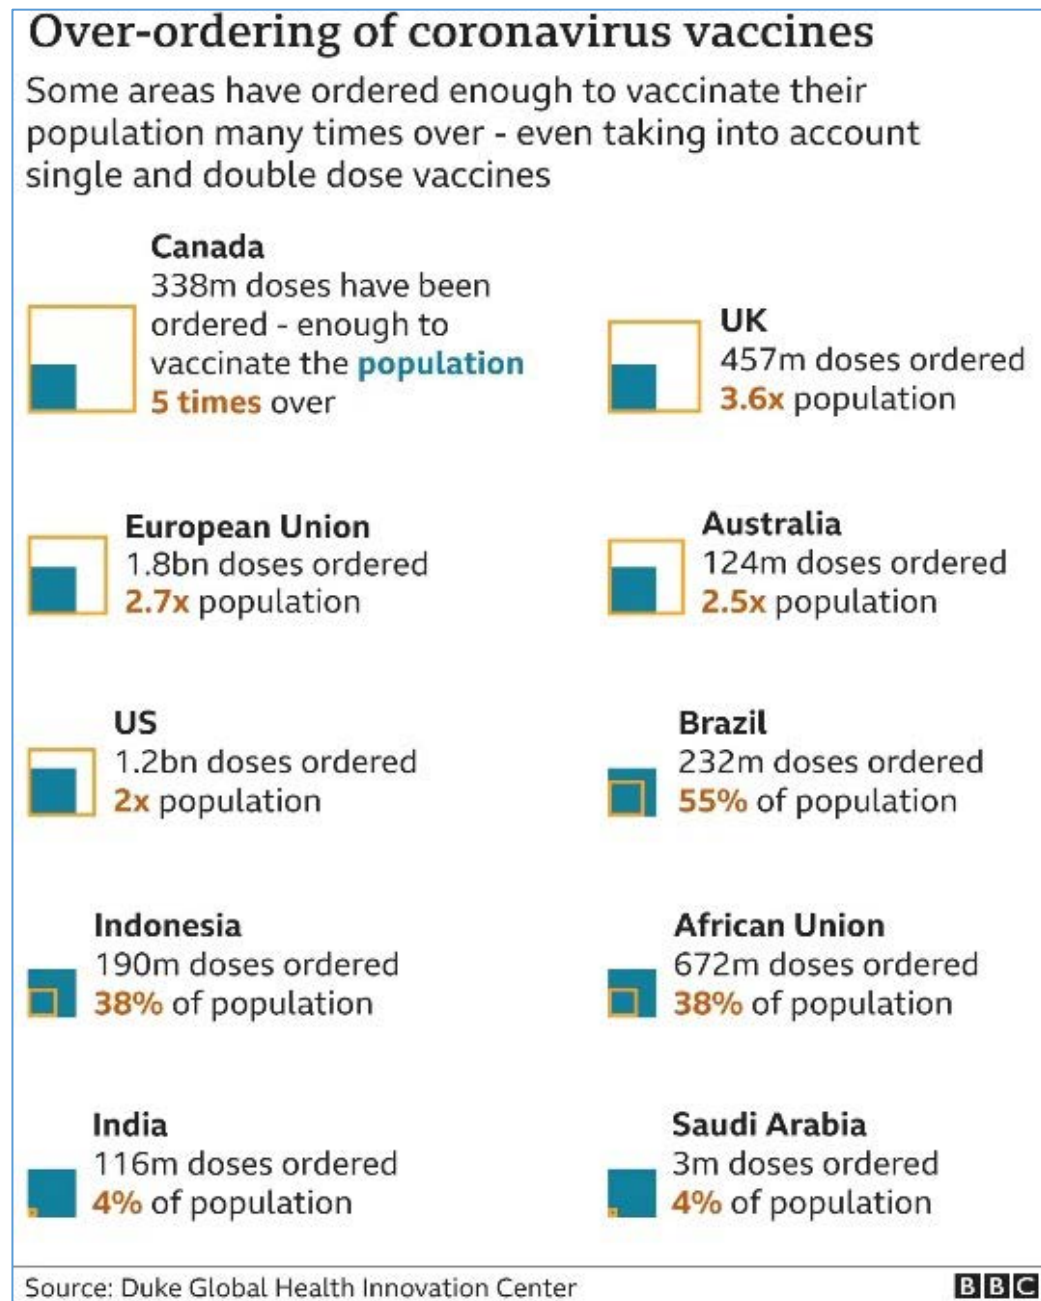 Over-ordering of coronavirus vaccines
Some areas have ordered enough to vaccinate their
population many times over - even taking into account
single and double dose vaccines
Canada
338m doses have been
ordered - enough to
vaccinate the population
5 times over
UK
457m doses ordered
3.6x population
European Union
1.8bn doses ordered
2.7x population
Australia
124m doses ordered
2.5x population
US
1.2bn doses ordered
2x population
Brazil
232m doses ordered
55% of population
Indonesia
190m doses ordered
38% of population
African Union
672m doses ordered
38% of population
India
116m doses ordered
4% of population
Saudi Arabia
3m doses ordered
4% of population
Source: Duke Global Health Innovation Center
BBC